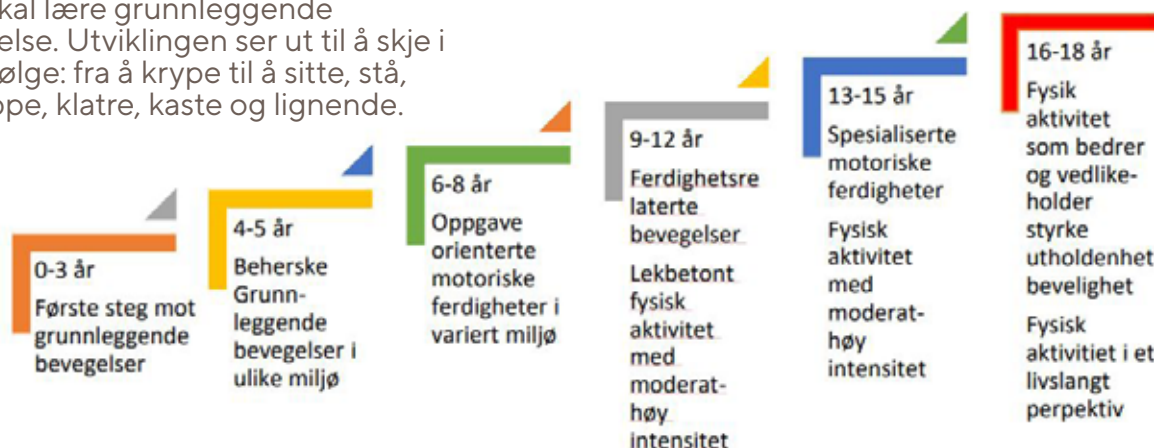 kal lære grunnleggende
else. Utviklingen ser ut til å skje i
ølge: fra å krype til å sitte, stå,
ppe, klatre, kaste og lignende.
0-3 år
Første steg mot
grunnleggende
bevegelser
4-5 år
Beherske
Grunn-
leggende
bevegelser i
ulike miljø
6-8 år
Oppgave
orienterte
motoriske
ferdigheter i
variert miljø
9-12 år
Ferdighetsre
laterte
bevegelser
Lekbetont
fysisk
aktivitet
med
moderat-
høy
intensitet
13-15 år
Spesialiserte
motoriske
ferdigheter
Fysisk
aktivitet
med
moderat-
høy
intensitet
16-18 år
Fysik
aktivitet
som bedrer
og vedlike-
holder
styrke
utholdenhet
bevelighet
Fysisk
aktivitiet i et
livslangt
perpektiv